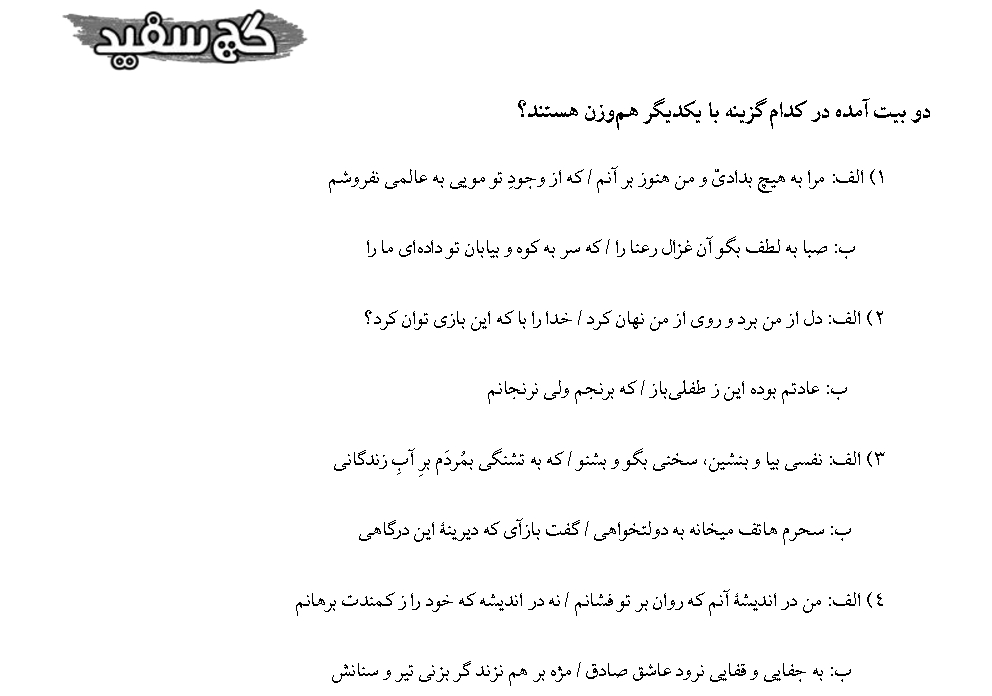 گچ سفید
دو بیت آمده در کدام گزینه با یکدیگر هم‌وزن هستند؟
۱) الف: مرا به هیچ بدادیّ و من هنوز بر آنم / که از وجودِ تو مویی به عالمی نفروشم
ب: صبا به لطف بگو آن غزال رعنا را / که سر به کوه و بیابان تو داده‌ای ما را
۲) الف: دل از من برد و روی از من نهان کرد / خدا را با که این بازی توان کرد؟
ب: عادتم بوده این ز طفلی‌باز / که برنجم ولی نرنجانم
۳) الف: نفسی بیا و بنشین، سخنی بگو و بشنو / که به تشنگی بمُردَم برِ آبِ زندگانی
ب: سحرم هاتف میخانه به دولتخواهی / گفت بازآی که دیرینهٔ این درگاهی
۴) الف: من در اندیشهٔ آنم که روان بر تو فشانم / نه در اندیشه که خود را ز کمندت برهانم
ب: به جفایی و قفایی نرود عاشق صادق / مژه بر هم نزند گر بزنی تیر و سنانش